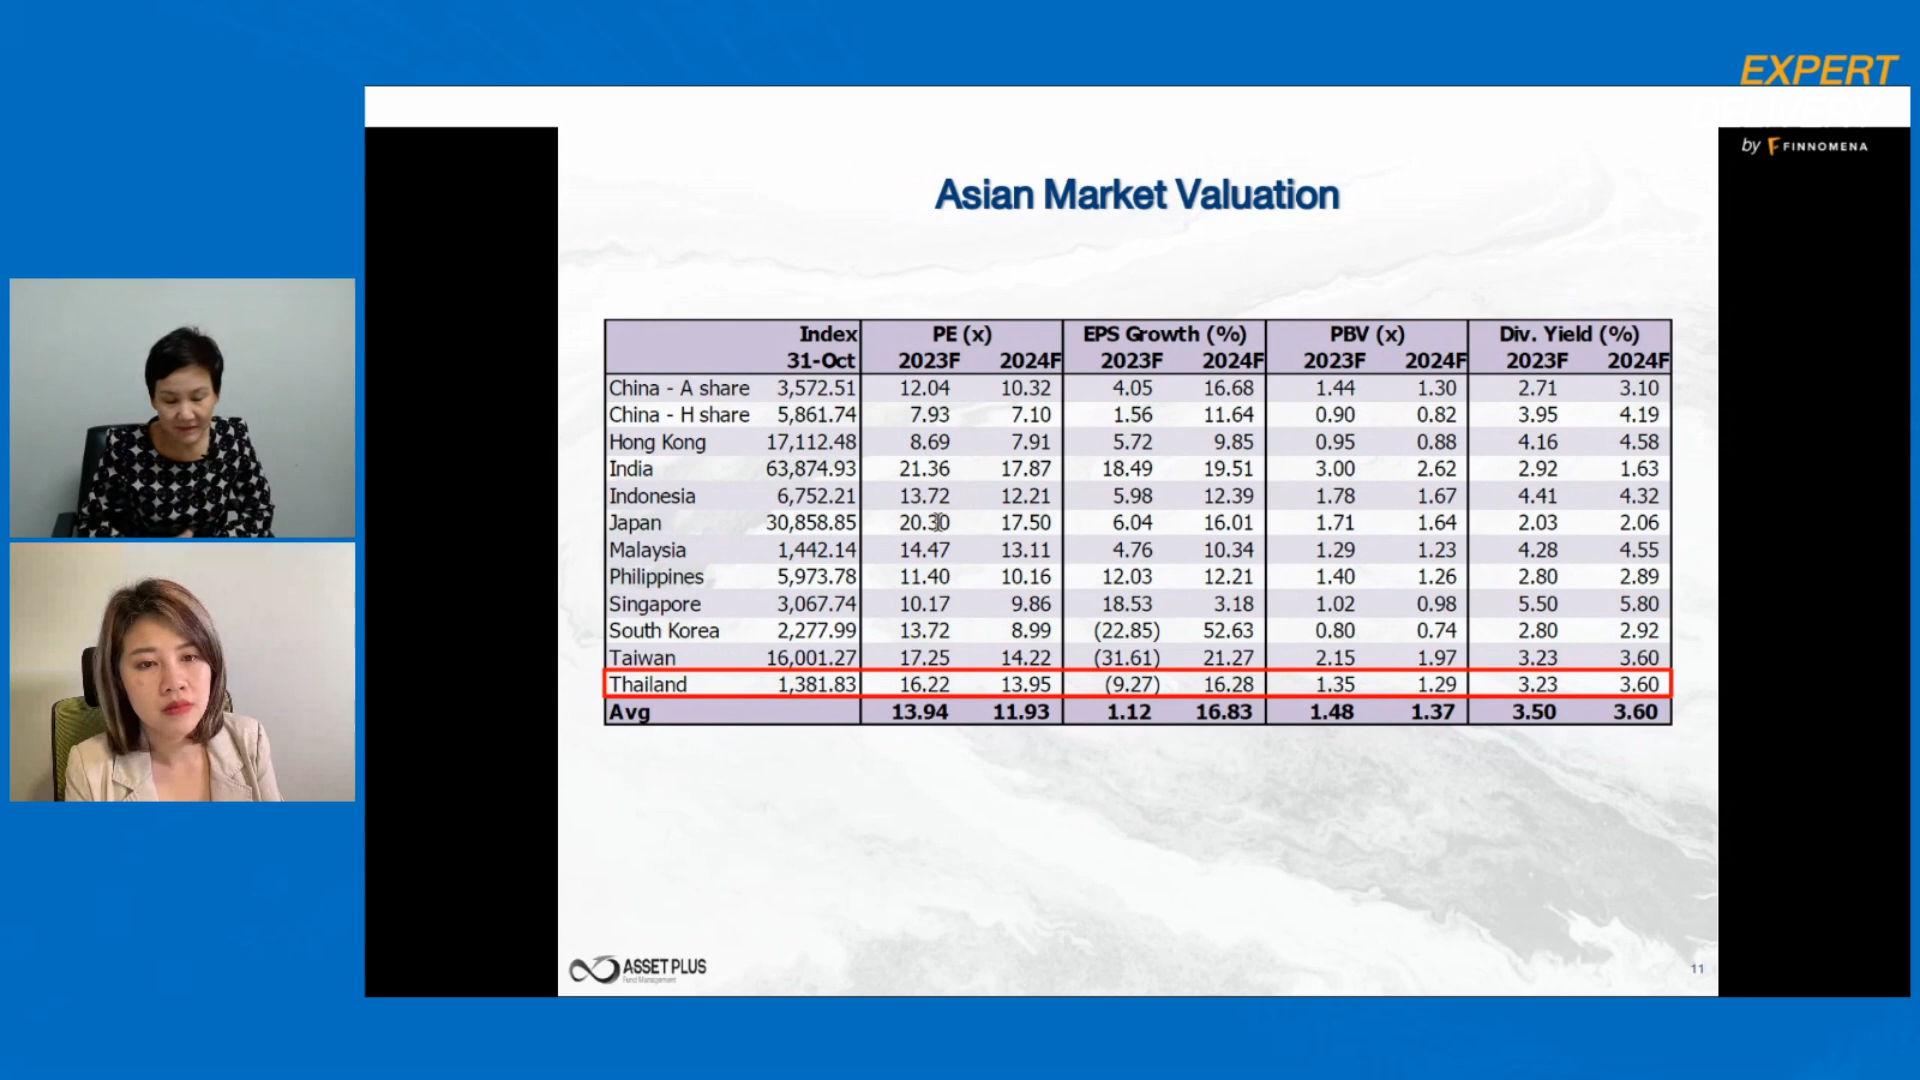 EXPERT
by FINNOMENA
Asian Market Valuation
Index PE (x) EPS Growth (%) PBV (x) Div. Yield (%)
31-Oct 2023F 2024F 2023F 2024F 2023F 2024F 2023F 2024F
China - A share 3,572.51 12.04 10.32 4.05 16.68 1.44 1.30 2.71 3.10
China - H share 5,861.74 7.93 7.10 1.56 11.64 0.90 0.82 3.95 4.19
Hong Kong 17,112.48 8.69 7.91 5.72 9.85 0.95 0.88 4.16 4.58
India 63,874.93 21.36 17.87 18.49 19.51 3.00 2.62 2.92 1.63
Indonesia 6,752.21 13.72 12.21 5.98 12.39 1.78 1.67 4.41 4.32
Japan 30,858.85 20.30 17.50 6.04 16.01 1.71 1.64 2.03 2.06
Malaysia 1,442.14 14.47 13.11 4.76 10.34 1.29 1.23 4.28 4.55
Philippines 5,973.78 11.40 10.16 12.03 12.21 1.40 1.26 2.80 2.89
Singapore 3,067.74 10.17 9.86 18.53 3.18 1.02 0.98 5.50 5.80
South Korea 2,277.99 13.72 8.99 (22.85) 52.63 0.80 0.74 2.80 2.92
Taiwan 16,001.27 17.25 14.22 (31.61) 21.27 2.15 1.97 3.23 3.60
Thailand 1,381.83 16.22 13.95 (9.27) 16.28 1.35 1.29 3.23 3.60
Avg 13.94 11.93 1.12 16.83 1.48 1.37 3.50 3.60
ASSET PLUS
Fund Management
11